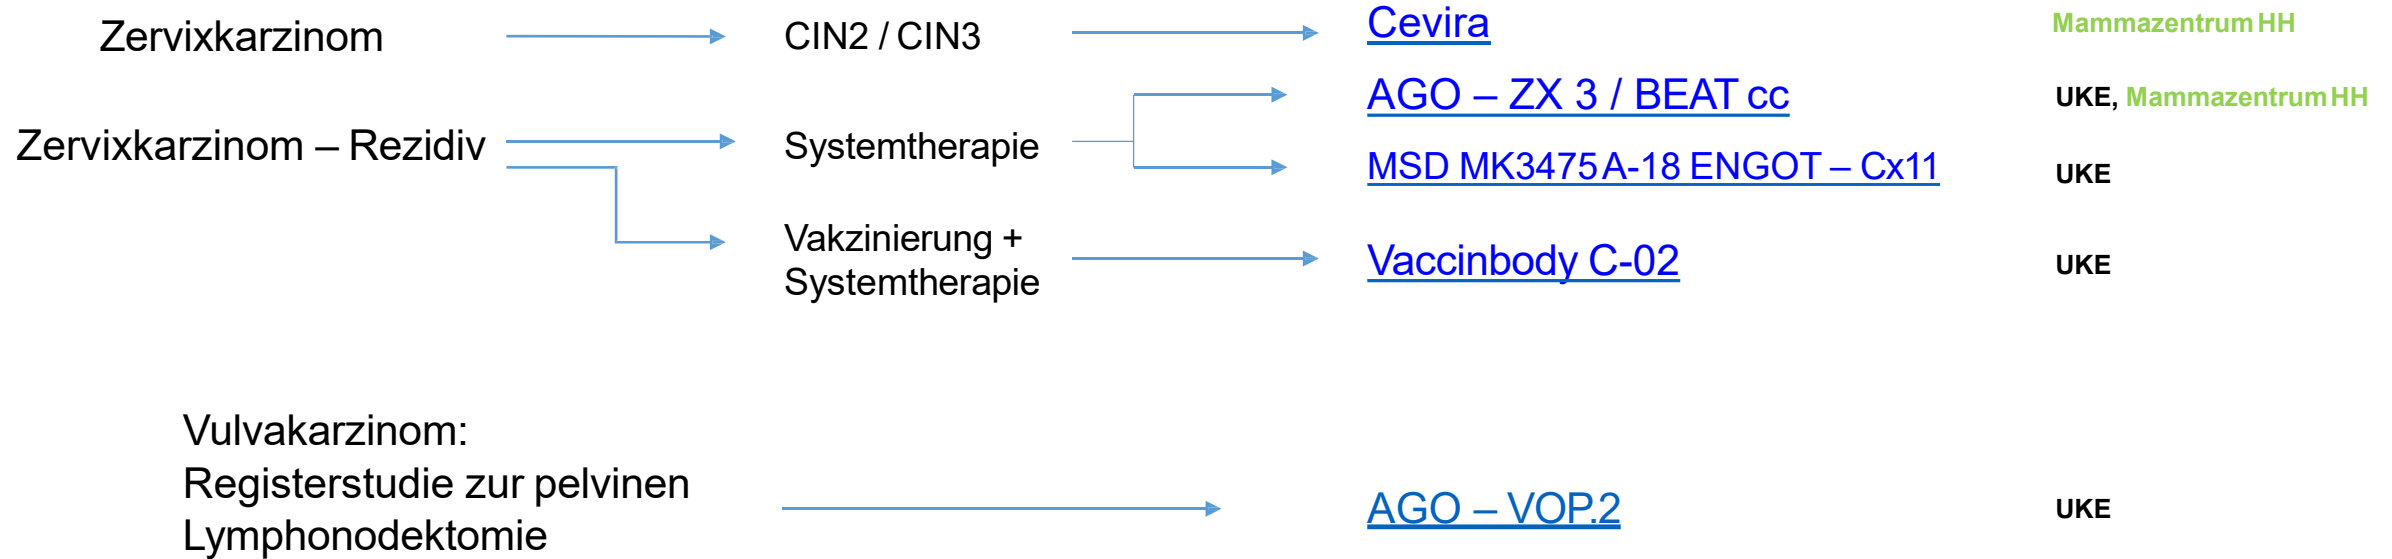 Zervixkarzinom CIN2 / CIN3 Cevira Mammazentrum HH
AGO – ZX 3 / BEAT cc UKE, Mammazentrum HH
Zervixkarzinom – Rezidiv Systemtherapie
MSD MK3475 A-18 ENGOT – Cx11 UKE
Vakzinierung +
Systemtherapie
Vaccinbody C-02 UKE
Vulvakarzinom:
Registerstudie zur pelvinen
Lymphonodektomie
AGO – VOP.2 UKE